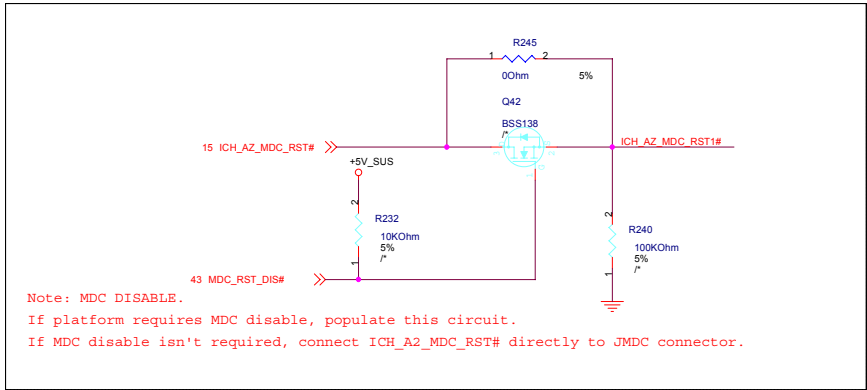 R245
1
2
0Ohm
5%
Q42
BSS138
/*
15 ICH_AZ_MDC_RST#
ICH_AZ_MDC_RST1#
+5V_SUS
2
R232
10KOhm
5%
/*
1
2
R240
100KOhm
5%
/*
1
43 MDC_RST_DIS#
Note: MDC DISABLE.
If platform requires MDC disable, populate this circuit.
If MDC disable isn't required, connect ICH_A2_MDC_RST# directly to JMDC connector.